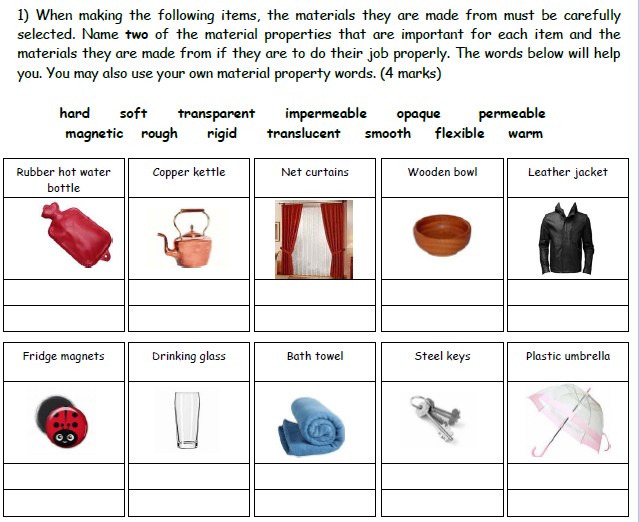 1) When making the following items, the materials they are made from must be carefully
selected. Name two of the material properties that are important for each item and the
materials they are made from if they are to do their job properly. The words below will help
you. You may also use your own material property words. (4 marks)
hard soft transparent impermeable opaque permeable
magnetic rough rigid translucent smooth flexible warm
Rubber hot water
bottle
Copper kettle
Net curtains
Wooden bowl
Leather jacket
Fridge magnets
Drinking glass
Bath towel
Steel keys
Plastic umbrella